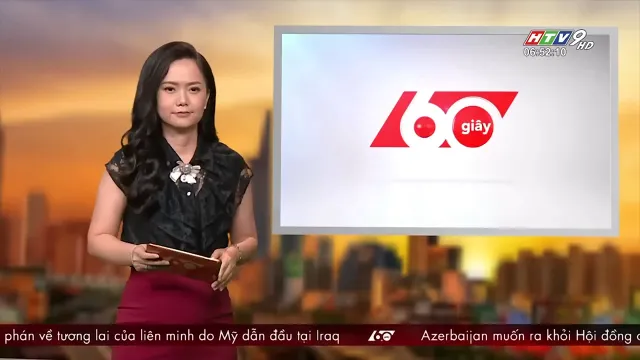 HTV9 HD
06:52:10
60 giây
phán về tương lai của liên minh do Mỹ dẫn đầu tại Iraq 60 Azerbaijan muốn ra khỏi Hội đồng